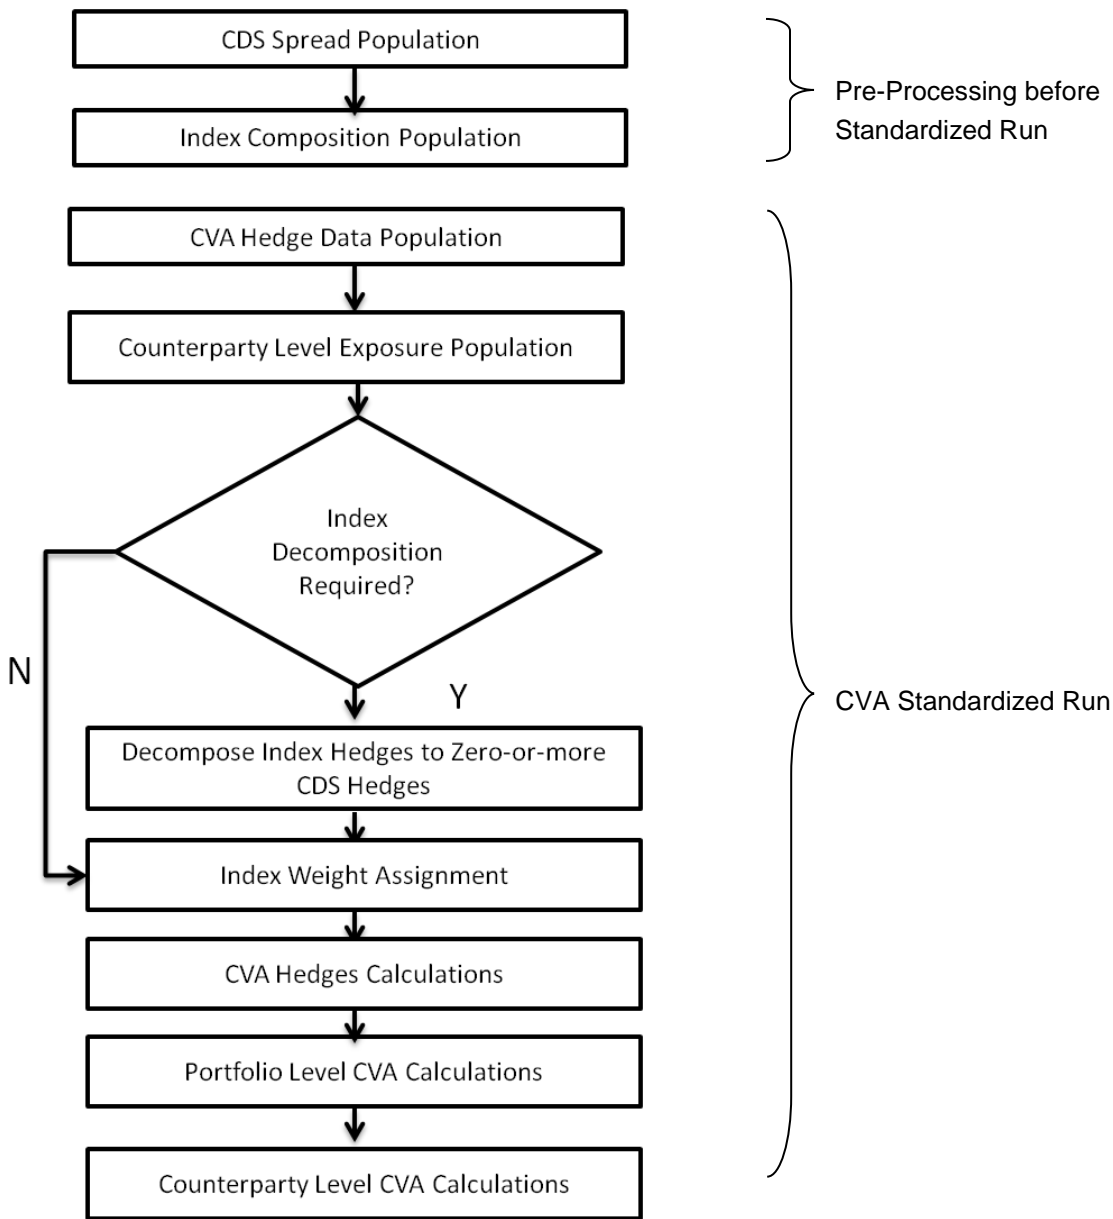 CDS Spread Population
Pre-Processing before
Standardized Run
Index Composition Population
CVA Hedge Data Population
Counterparty Level Exposure Population
Index
Decomposition
Required?
N
Y
CVA Standardized Run
Decompose Index Hedges to Zero-or-more
CDS Hedges
Index Weight Assignment
CVA Hedges Calculations
Portfolio Level CVA Calculations
Counterparty Level CVA Calculations